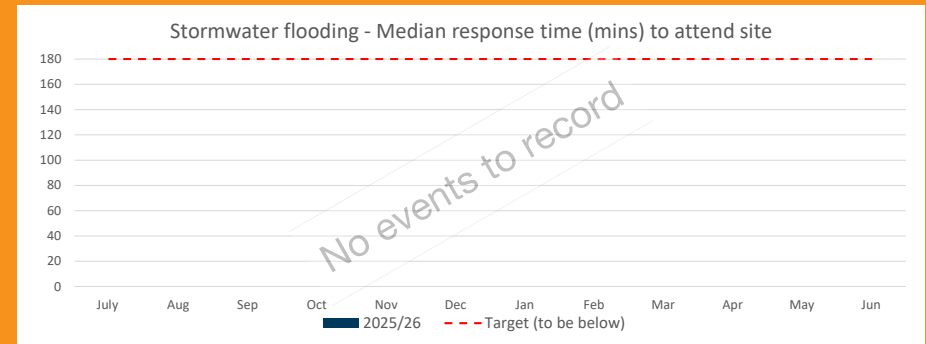 Stormwater flooding - Median response time (mins) to attend site
180
160
140
120
100
80
60
40
20
0
No events to record
July Aug Sep Oct Nov Dec Jan Feb Mar Apr May Jun
2025/26 Target (to be below)